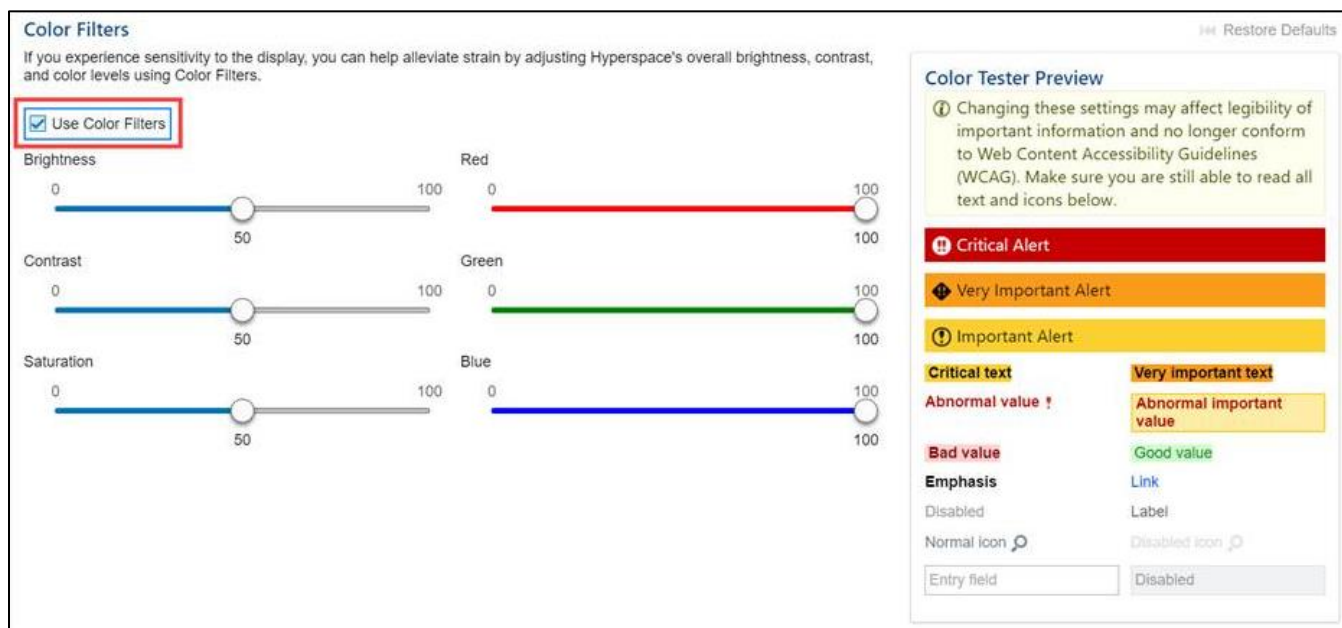 Color Filters
Restore Defaults
If you experience sensitivity to the display, you can help alleviate strain by adjusting Hyperspace's overall brightness, contrast,
and color levels using Color Filters.
Use Color Filters
Brightness
0 100
50
Red
0 100
100
Contrast
0 100
50
Green
0 100
100
Saturation
0 100
50
Blue
0 100
100
Color Tester Preview
Changing these settings may affect legibility of
important information and no longer conform
to Web Content Accessibility Guidelines
(WCAG). Make sure you are still able to read all
text and icons below.
Critical Alert
Very Important Alert
Important Alert
Critical text Very important text
Abnormal value Abnormal important
value
Bad value Good value
Emphasis Link
Disabled Label
Normal icon Disabled icon
Entry field Disabled